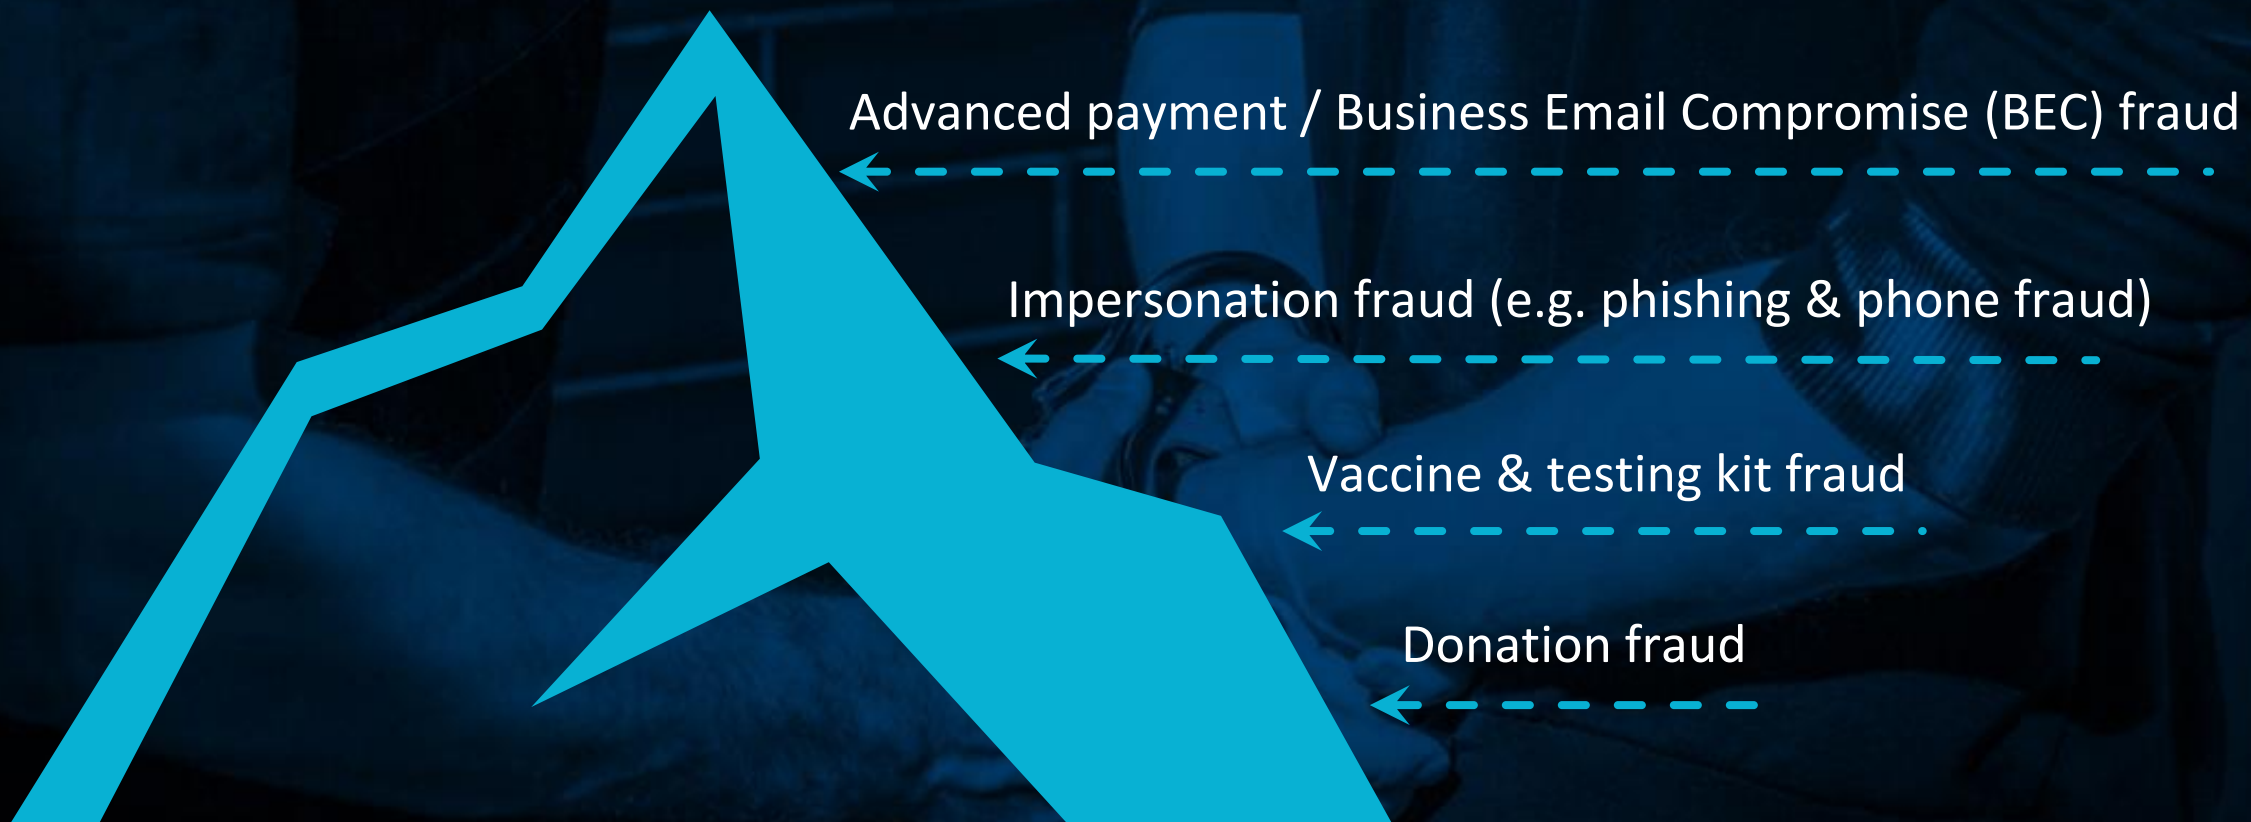 Advanced payment / Business Email Compromise (BEC) fraud
Impersonation fraud (e.g. phishing & phone fraud)
Vaccine & testing kit fraud
Donation fraud